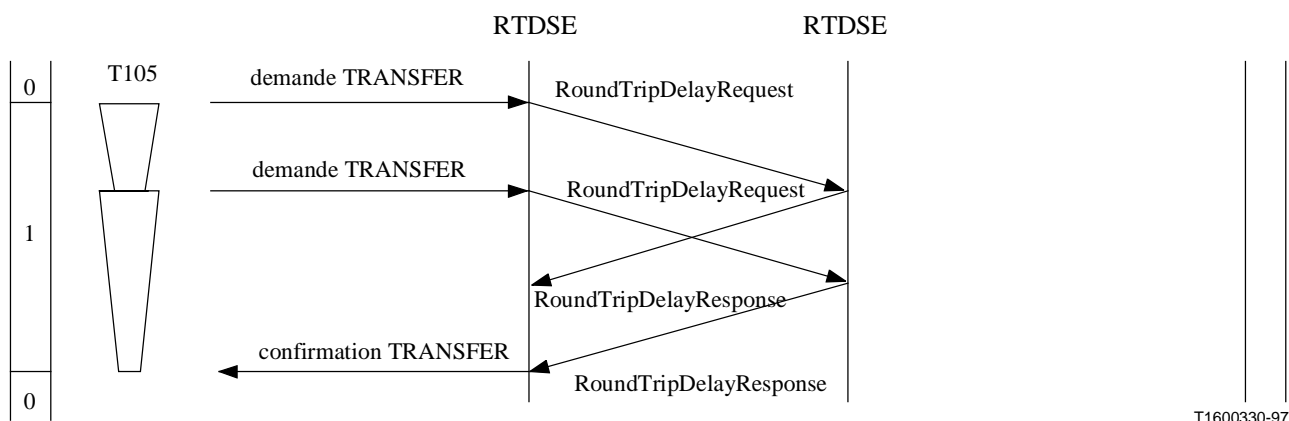 RTDSE RTDSE
0 T105 demande TRANSFER RoundTripDelayRequest
demande TRANSFER RoundTripDelayRequest
1
RoundTripDelayResponse
confirmation TRANSFER
RoundTripDelayResponse
0
T1600330-97